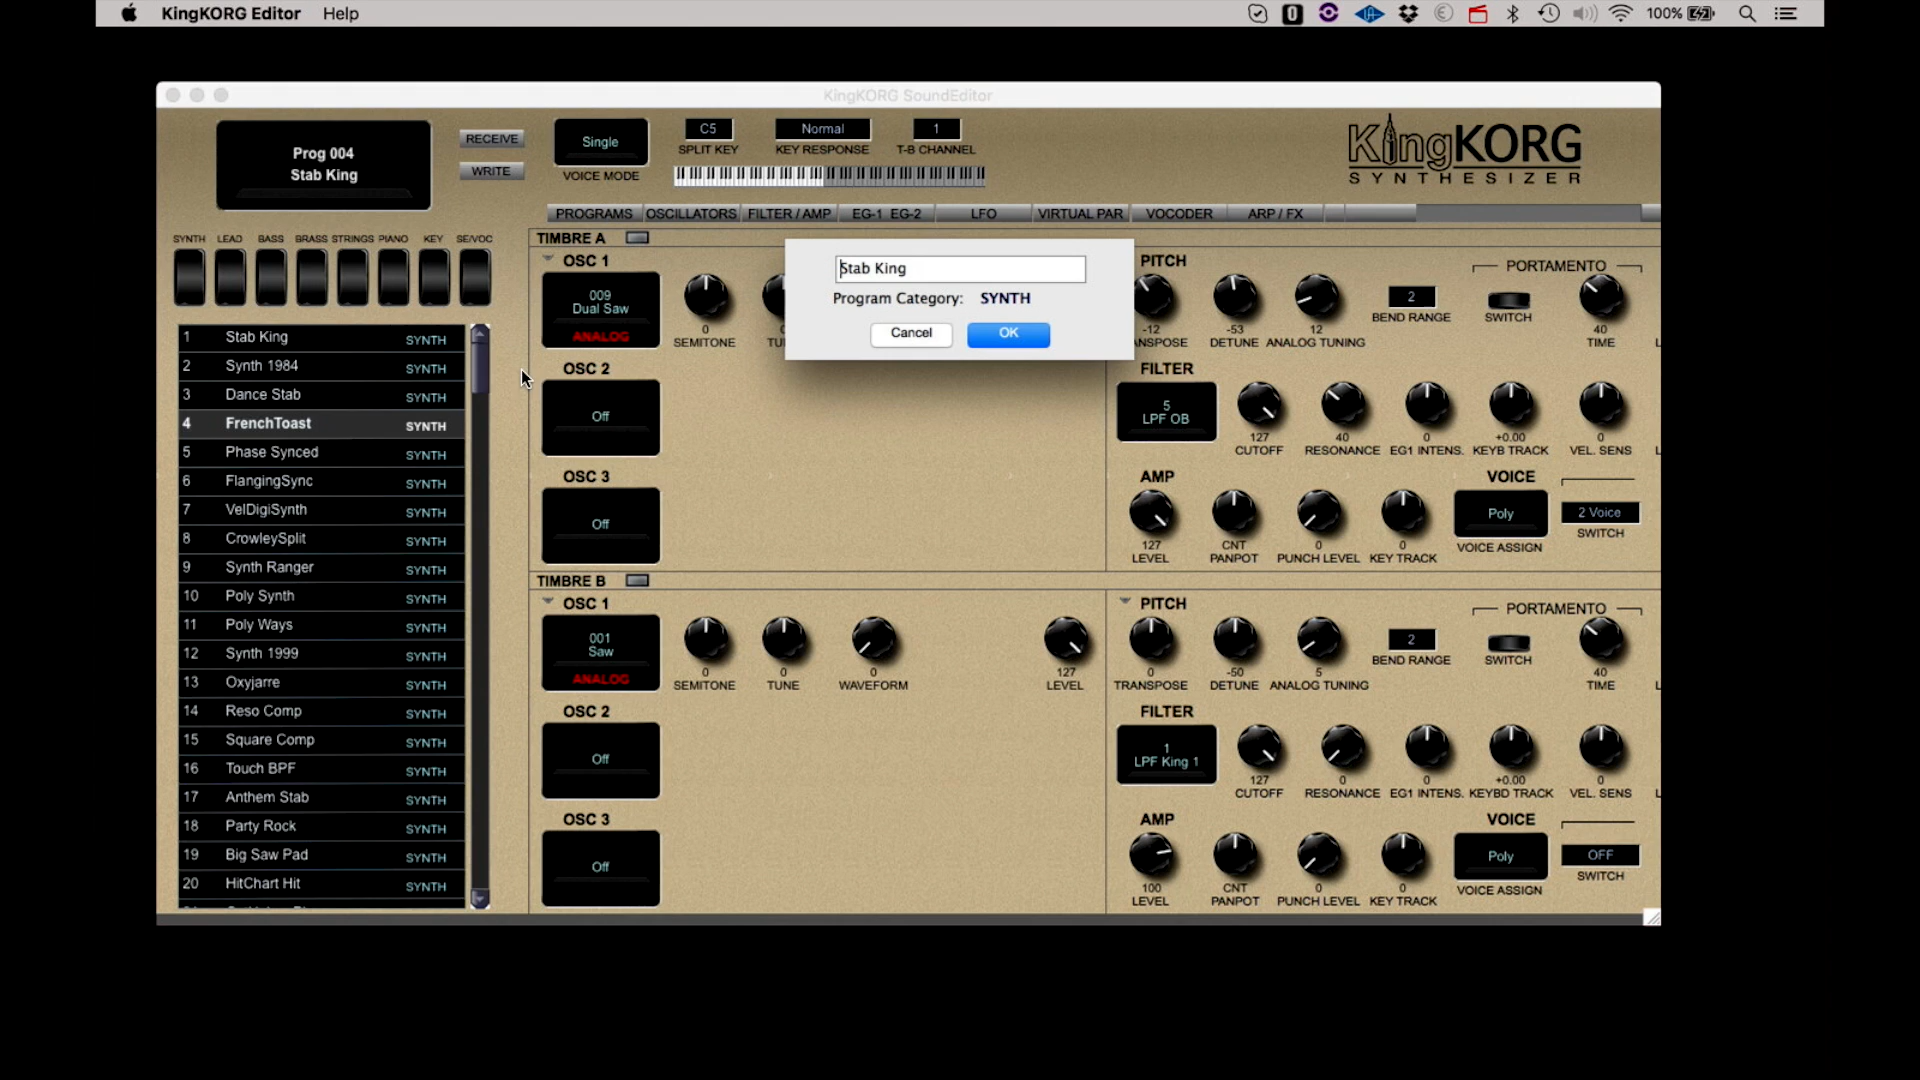 KingKORG Editor Help
100%
KingKORG SoundEditor
Prog 004
Stab King
RECEIVE
WRITE
Single
VOICE MODE
C5
SPLIT KEY
Normal
KEY RESPONSE
1
T-B CHANNEL
KingKORG
SYNTHESIZER
PROGRAMS OSCILLATORS FILTER / AMP EG-1 EG-2 LFO VIRTUAL PAR VOCODER ARP / FX
SYNTH LEAD BASS BRASS STRINGS PIANO KEY SE/VOC
1 Stab King SYNTH
2 Synth 1984 SYNTH
3 Dance Stab SYNTH
4 FrenchToast SYNTH
5 Phase Synced SYNTH
6 FlangingSync SYNTH
7 VelDigiSynth SYNTH
8 CrowleySplit SYNTH
9 Synth Ranger SYNTH
10 Poly Synth SYNTH
11 Poly Ways SYNTH
12 Synth 1999 SYNTH
13 Oxyjarre SYNTH
14 Reso Comp SYNTH
15 Square Comp SYNTH
16 Touch BPF SYNTH
17 Anthem Stab SYNTH
18 Party Rock SYNTH
19 Big Saw Pad SYNTH
20 HitChart Hit SYNTH
Stab King
Program Category: SYNTH
Cancel OK
TIMBRE A
OSC 1
009
Dual Saw
ANALOG
0
SEMITONE
OSC 2
Off
OSC 3
Off
PITCH
PORTAMENTO
-12 -53 12
DETUNE ANALOG TUNING
2
BEND RANGE
SWITCH
40
TIME
FILTER
5
LPF OB
127 40 0 +0.00 0
CUTOFF RESONANCE EG1 INTENS. KEYB TRACK VEL. SENS
AMP
127 CNT 0 0
LEVEL PANPOT PUNCH LEVEL KEY TRACK
VOICE
Poly
VOICE ASSIGN
2 Voice
SWITCH
TIMBRE B
OSC 1
001
Saw
ANALOG
0 0 0 127
SEMITONE TUNE WAVEFORM LEVEL
OSC 2
Off
OSC 3
Off
PITCH
PORTAMENTO
0 -50 5
TRANSPOSE DETUNE ANALOG TUNING
2
BEND RANGE
SWITCH
40
TIME
FILTER
1
LPF King 1
127 0 0 +0.00 0
CUTOFF RESONANCE EG1 INTENS. KEYBD TRACK VEL. SENS
AMP
100 CNT 0 0
LEVEL PANPOT PUNCH LEVEL KEY TRACK
VOICE
Poly
VOICE ASSIGN
OFF
SWITCH